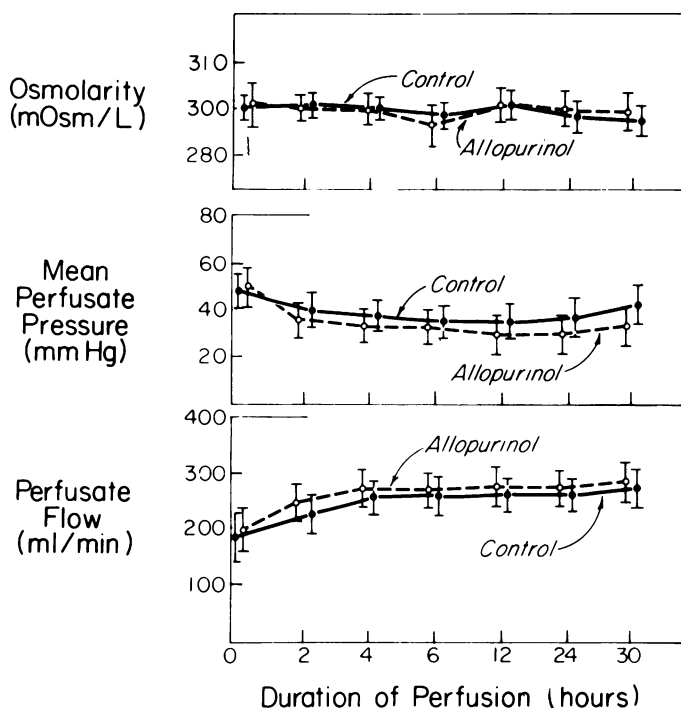 Osmolarity
(mOsm/L)
310
300
280
Control
Allopurinol
Mean
Perfusate
Pressure
(mm Hg)
80
60
40
20
Control
Allopurinol
Perfusate
Flow
(ml/min)
400
300
200
100
Allopurinol
Control
0 2 4 6 12 24 30
Duration of Perfusion (hours)